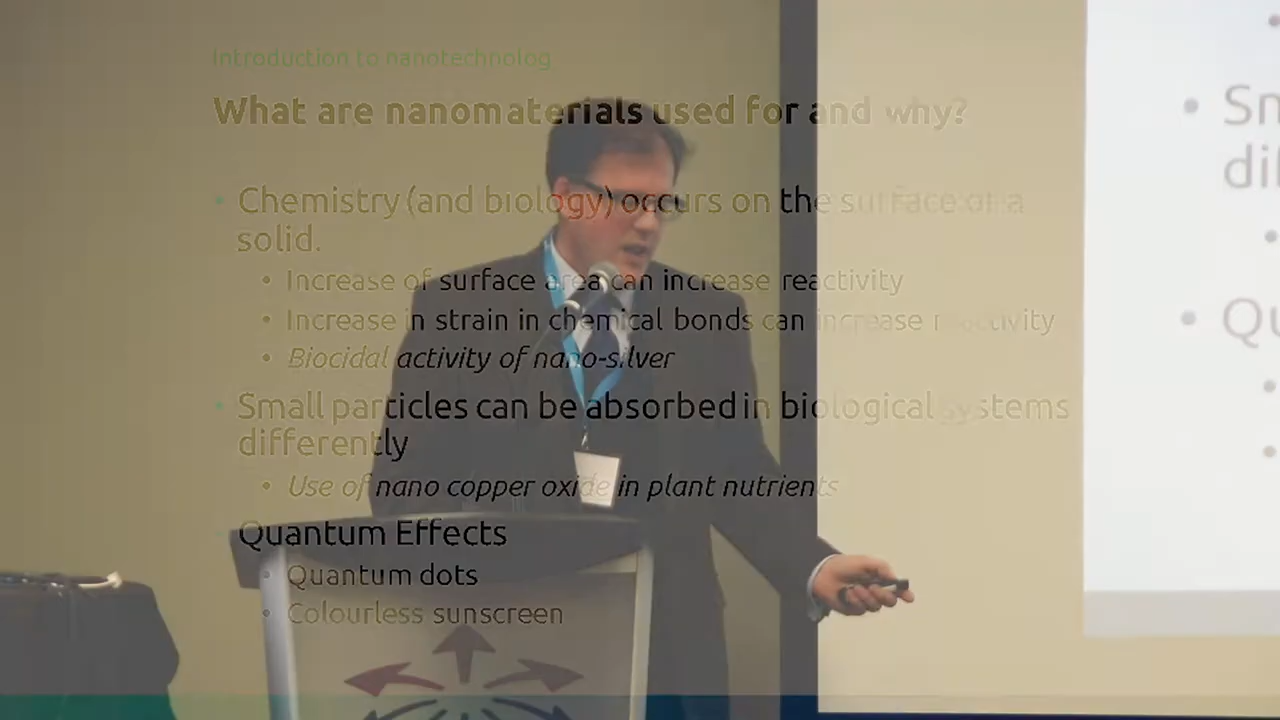 Introduction to nanotechnolog
What are nanomaterials used for and why?
• Chemistry (and biology) occurs on the surface of a
solid.
• Increase of surface area can increase reactivity
• Increase in strain in chemical bonds can increase reactivity
• Biocidal activity of nano-silver
• Small particles can be absorbed in biological systems
differently
• Use of nano copper oxide in plant nutrients
• Quantum Effects
• Quantum dots
• Colourless sunscreen
• Sm
dif
• Qu